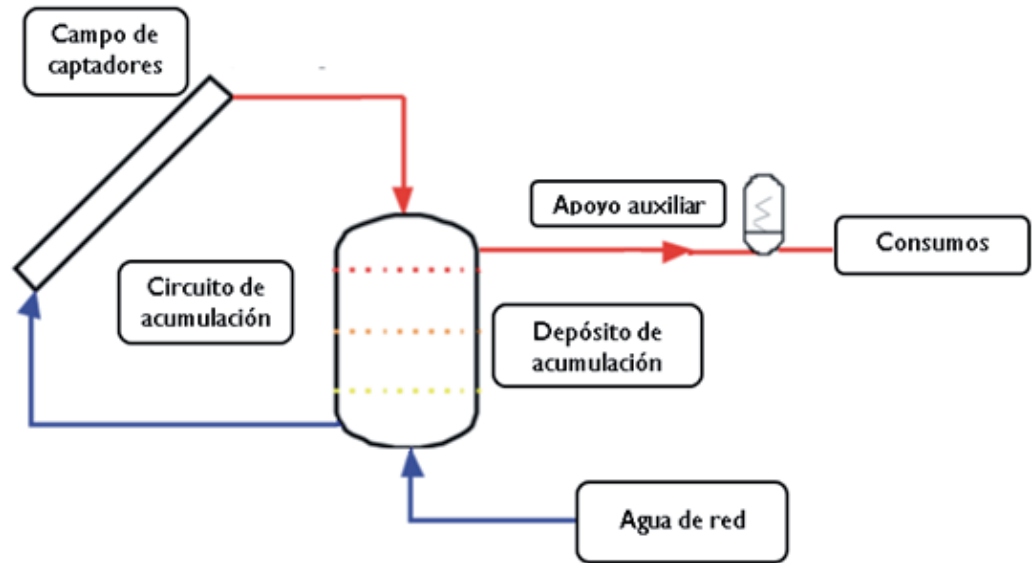 Campo de
captadores
Apoyo auxiliar
Consumos
Circuito de
acumulación
Depósito de
acumulación
Agua de red